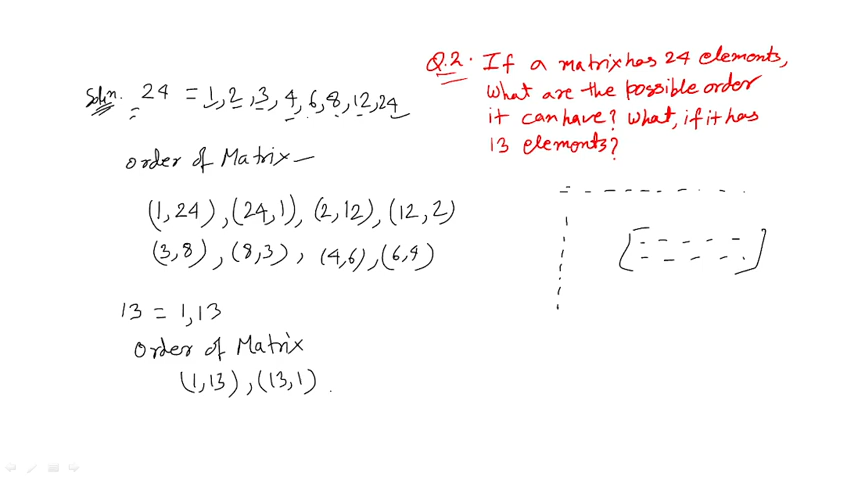 Q.2. If a matrix has 24 elements,
What are the possible order
it can have? What, if it has
13 elements?
Soln. 24 = 1, 2, 3, 4, 6, 8, 12, 24
Order of Matrix —
(1, 24), (24, 1), (2, 12), (12, 2)
(3, 8), (8, 3), (4, 6), (6, 4)
13 = 1, 13
Order of Matrix
(1, 13), (13, 1).